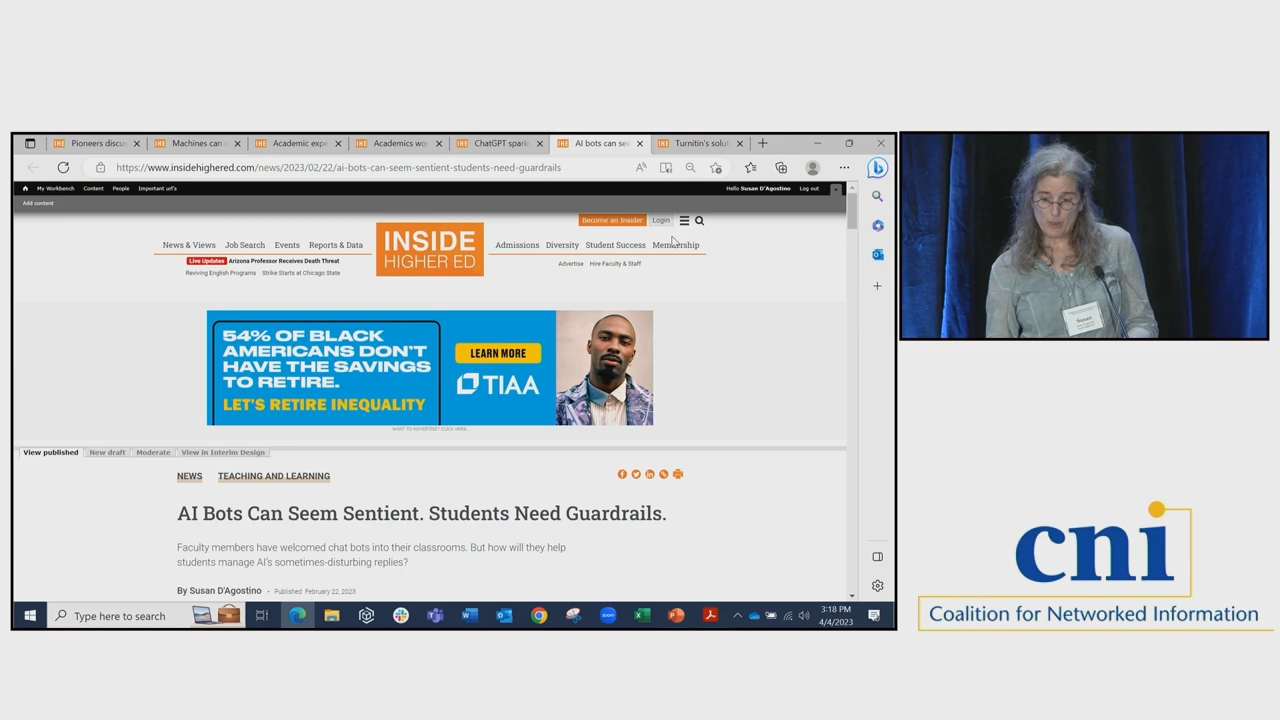 Pioneers discu
Machines can
Academic expe
Academics wo
ChatGPT spark
AI bots can se
Turnitin's solu
https://www.insidehighered.com/news/2023/02/22/ai-bots-can-seem-sentient-students-need-guardrails
My Workbench Content People Important url's
Hello Susan D'Agostino Log out
Add content
Become an Insider Login
News & Views Job Search Events Reports & Data
INSIDE
HIGHER ED
Admissions Diversity Student Success Membership
Live Updates Arizona Professor Receives Death Threat
Reviving English Programs Strike Starts at Chicago State
Advertise Hire Faculty & Staff
54% OF BLACK
AMERICANS DON'T
HAVE THE SAVINGS
TO RETIRE.
LET'S RETIRE INEQUALITY
LEARN MORE
TIAA
WANT TO ADVERTISE? CLICK HERE.
View published New draft Moderate View in Interim Design
NEWS TEACHING AND LEARNING
AI Bots Can Seem Sentient. Students Need Guardrails.
Faculty members have welcomed chat bots into their classrooms. But how will they help
students manage AI's sometimes-disturbing replies?
By Susan D'Agostino • Published February 22, 2023
Type here to search
3:18 PM
4/4/2023
Susan
cni
Coalition for Networked Information